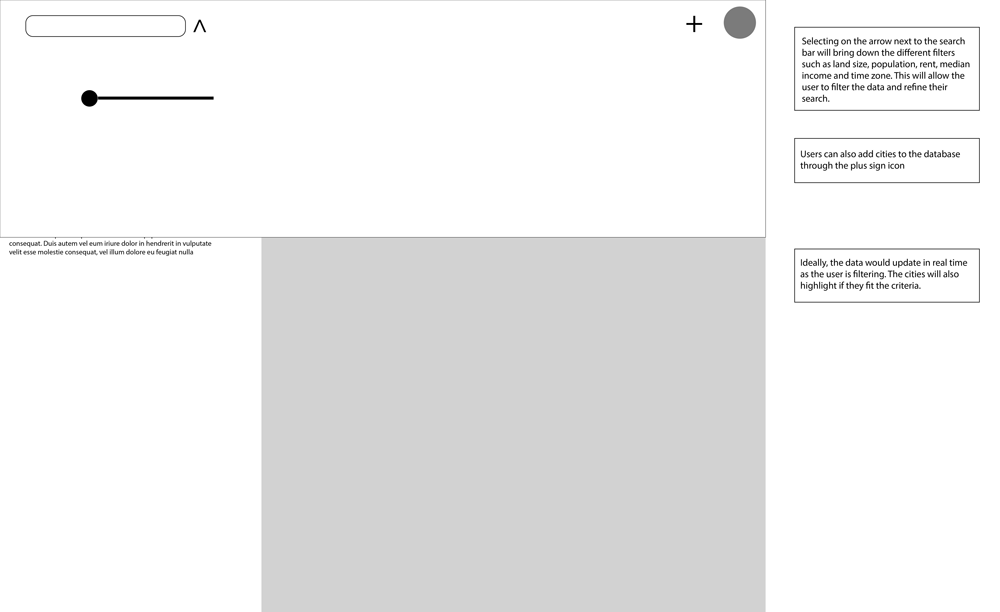 Selecting on the arrow next to the search
bar will bring down the different filters
such as land size, population, rent, median
income and time zone. This will allow the
user to filter the data and refine their
search.
Users can also add cities to the database
through the plus sign icon
consequat. Duis autem vel eum iriure dolor in hendrerit in vulputate
velit esse molestie consequat, vel illum dolore eu feugiat nulla
Ideally, the data would update in real time
as the user is filtering. The cities will also
highlight if they fit the criteria.